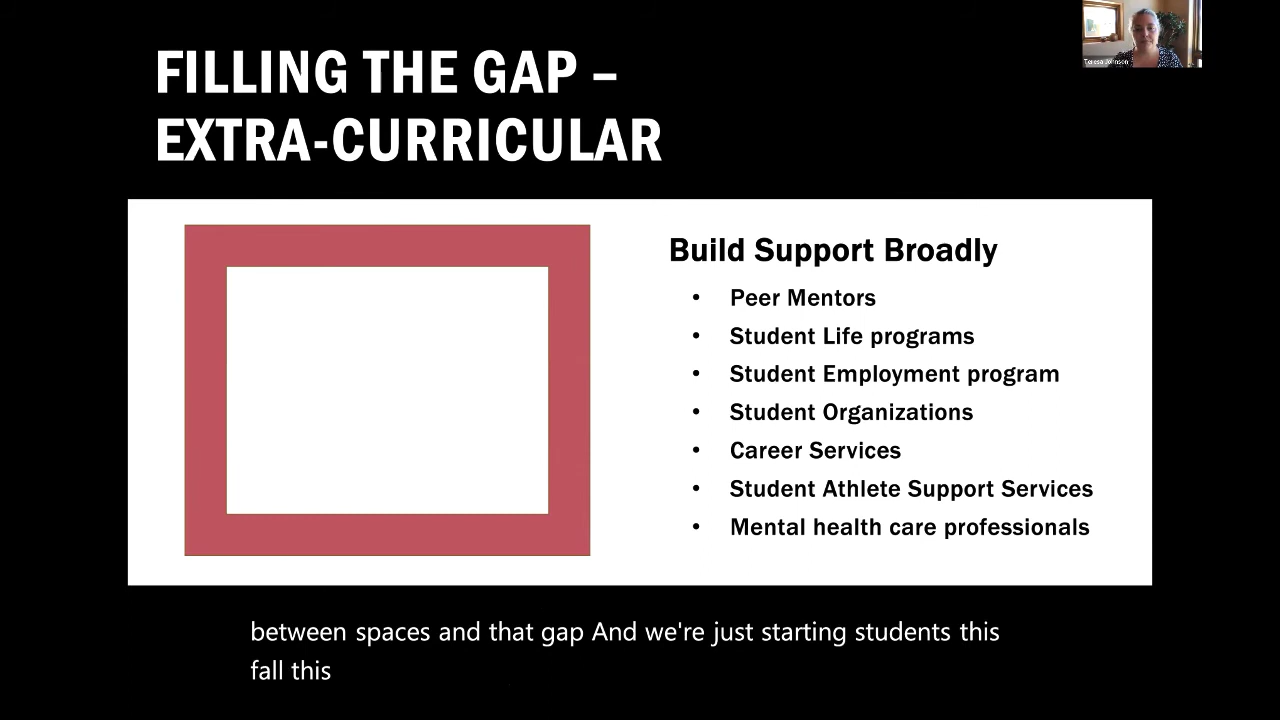 FILLING THE GAP –
EXTRA-CURRICULAR
Teresa Johnson
Build Support Broadly
• Peer Mentors
• Student Life programs
• Student Employment program
• Student Organizations
• Career Services
• Student Athlete Support Services
• Mental health care professionals
between spaces and that gap And we're just starting students this
fall this